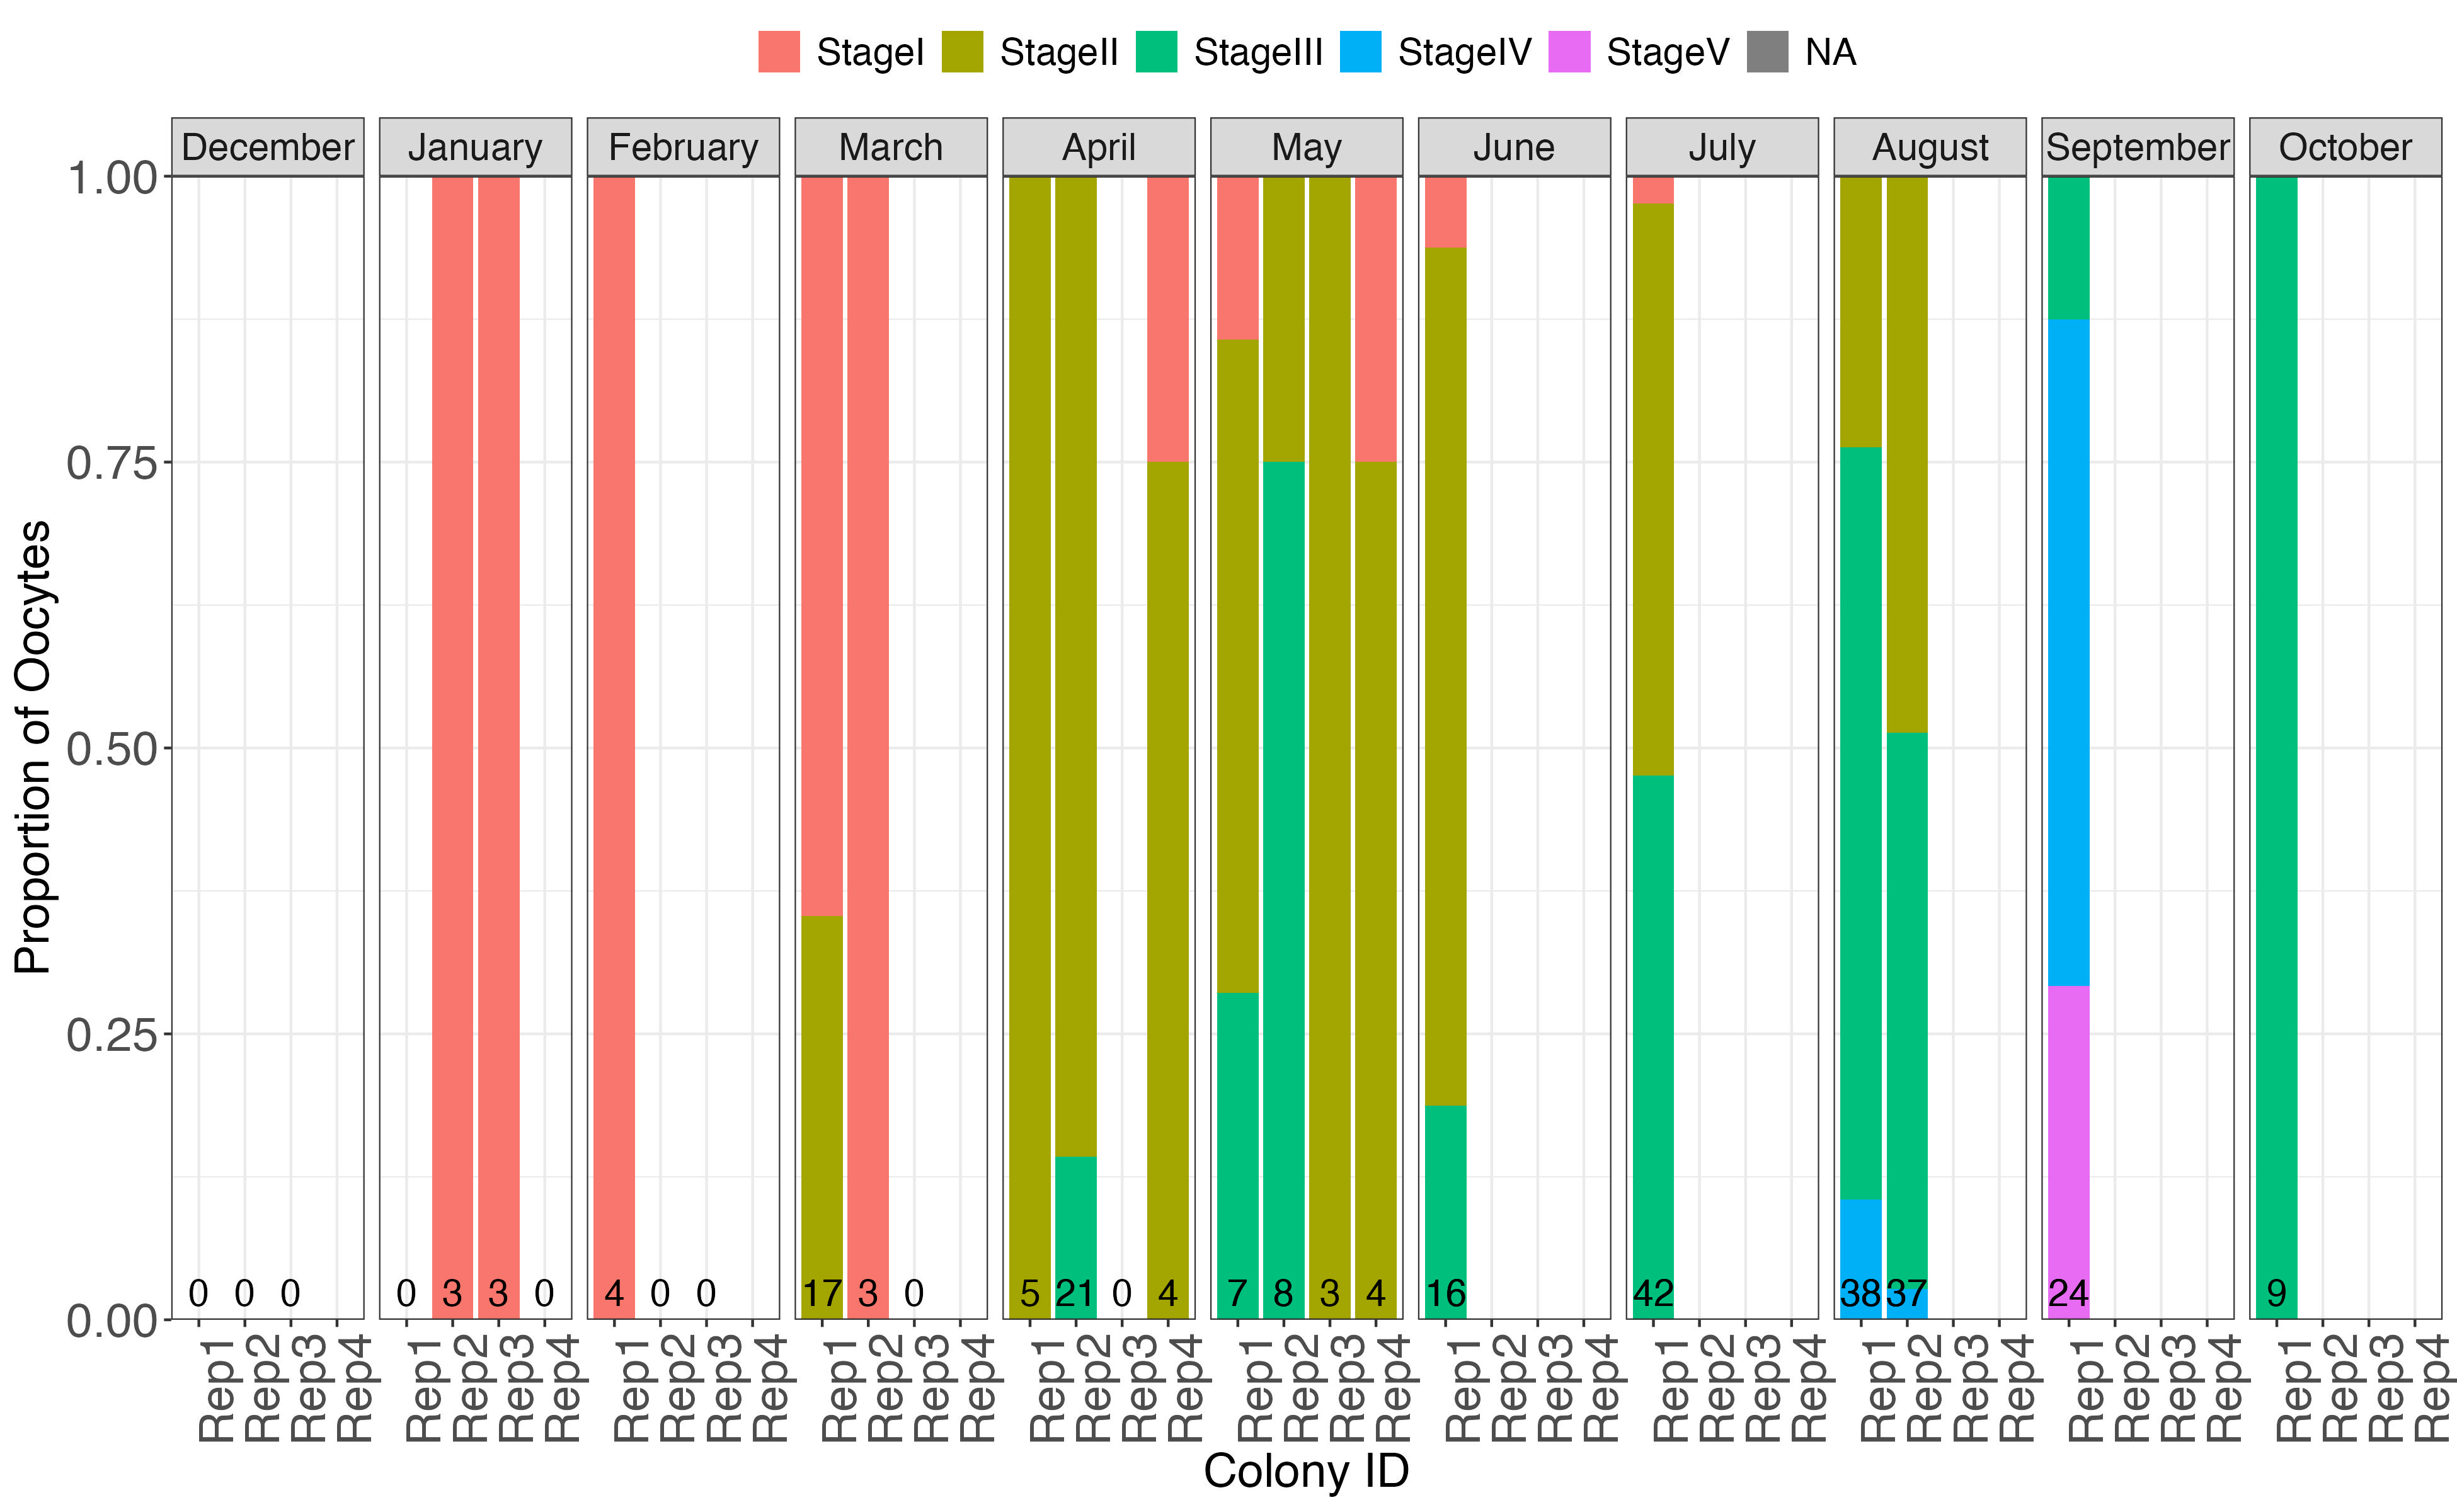 StageI StageII StageIII StageIV StageV NA
December January February March April May June July August September October
1.00
0.75
0.50
0.25
0.00
Proportion of Oocytes
0 0 0 0 3 3 0 4 0 0 17 3 0 5 21 0 4 7 8 3 4 16 42 38 37 24 9
Rep1 Rep2 Rep3 Rep4 Rep1 Rep2 Rep3 Rep4 Rep1 Rep2 Rep3 Rep4 Rep1 Rep2 Rep3 Rep4 Rep1 Rep2 Rep3 Rep4 Rep1 Rep2 Rep3 Rep4 Rep1 Rep2 Rep3 Rep4 Rep1 Rep2 Rep3 Rep4 Rep1 Rep2 Rep3 Rep4 Rep1 Rep2 Rep3 Rep4 Rep1 Rep2 Rep3 Rep4
Colony ID